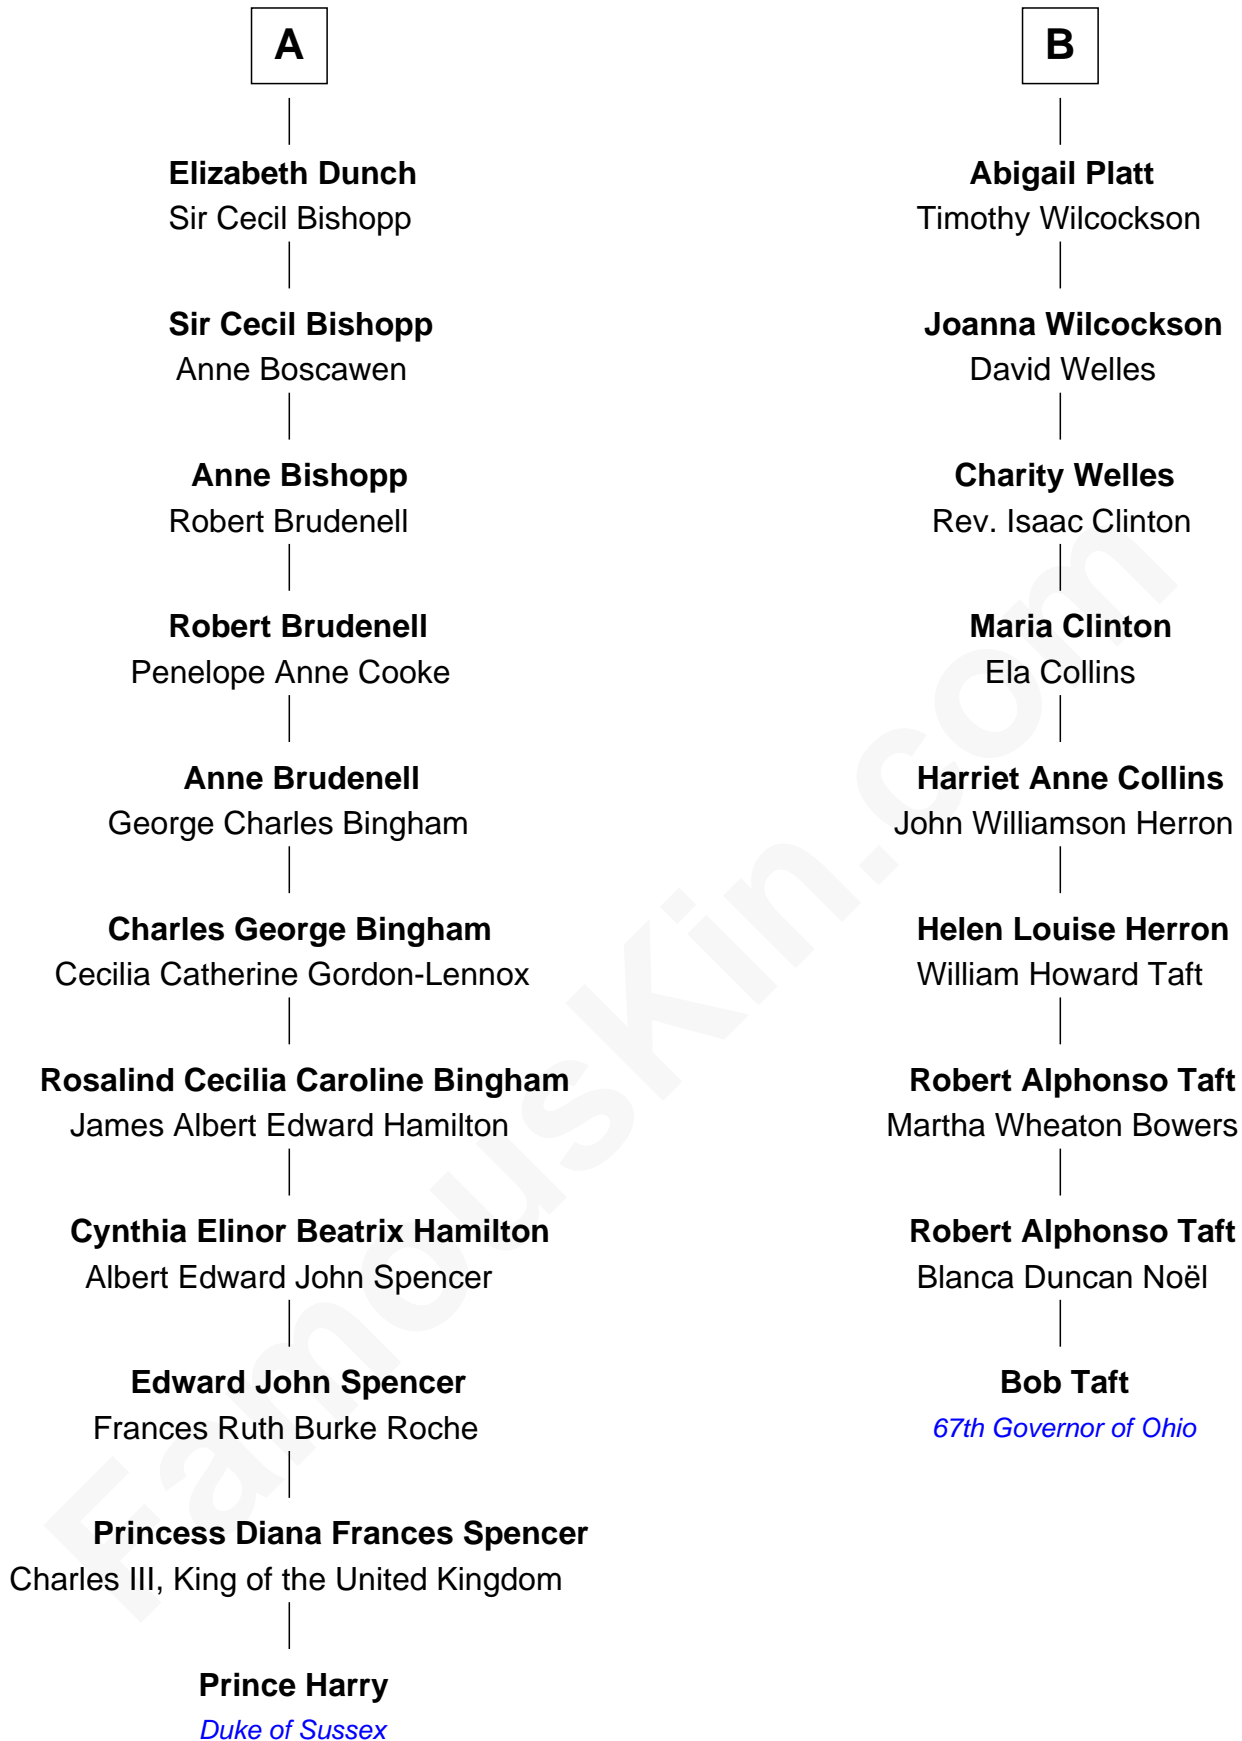 A
Elizabeth Dunch
Sir Cecil Bishopp
Sir Cecil Bishopp
Anne Boscawen
Anne Bishopp
Robert Brudenell
Robert Brudenell
Penelope Anne Cooke
Anne Brudenell
George Charles Bingham
Charles George Bingham
Cecilia Catherine Gordon-Lennox
Rosalind Cecilia Caroline Bingham
James Albert Edward Hamilton
Cynthia Elinor Beatrix Hamilton
Albert Edward John Spencer
Edward John Spencer
Frances Ruth Burke Roche
Princess Diana Frances Spencer
Charles III, King of the United Kingdom
Prince Harry
Duke of Sussex
B
Abigail Platt
Timothy Wilcockson
Joanna Wilcockson
David Welles
Charity Welles
Rev. Isaac Clinton
Maria Clinton
Ela Collins
Harriet Anne Collins
John Williamson Herron
Helen Louise Herron
William Howard Taft
Robert Alphonso Taft
Martha Wheaton Bowers
Robert Alphonso Taft
Blanca Duncan Noël
Bob Taft
67th Governor of Ohio
FamousKin.com